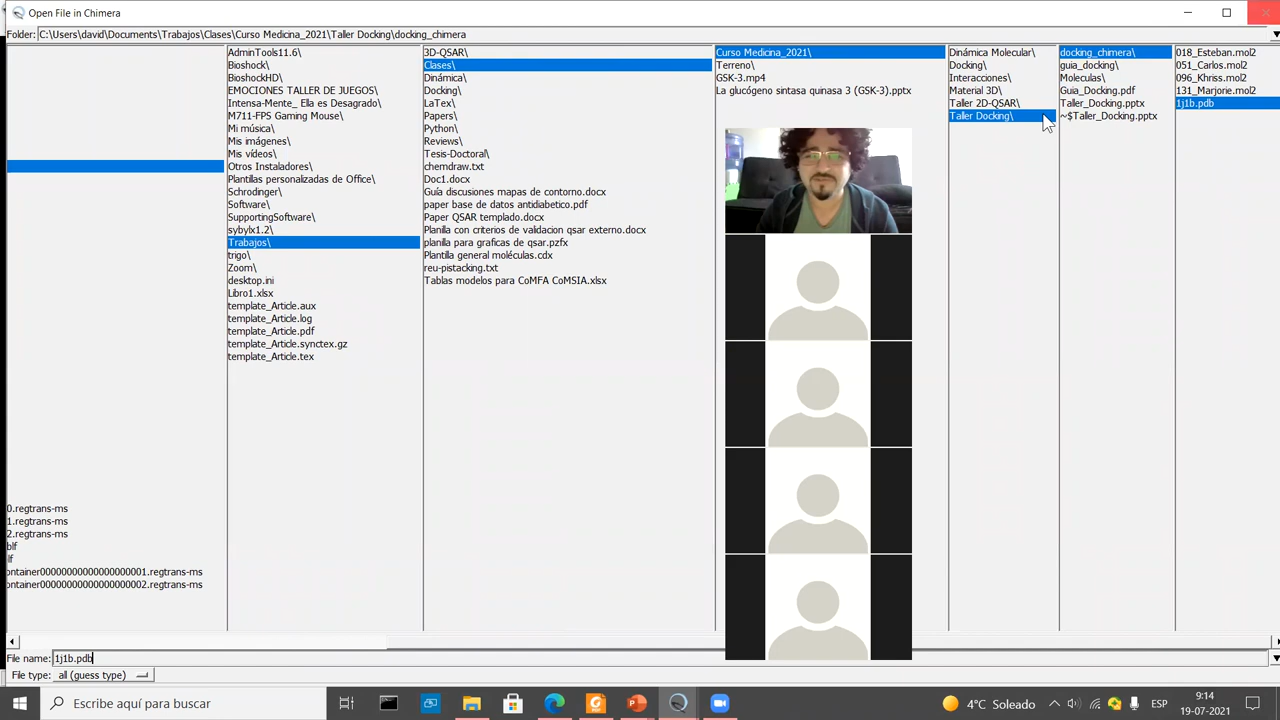 Open File in Chimera
Folder: C:\Users\david\Documents\Trabajos\Clases\Curso Medicina_2021\Taller Docking\docking_chimera
0.regtrans-ms
1.regtrans-ms
2.regtrans-ms
blf
lf
ontainer00000000000000000001.regtrans-ms
ontainer00000000000000000002.regtrans-ms
AdminTools11.6\
Bioshock\
BioshockHD\
EMOCIONES TALLER DE JUEGOS\
Intensa-Mente_ Ella es Desagrado\
M711-FPS Gaming Mouse\
Mi música\
Mis imágenes\
Mis vídeos\
Otros Instaladores\
Plantillas personalizadas de Office\
Schrodinger\
Software\
SupportingSoftware\
sybylx1.2\
Trabajos\
trigo\
Zoom\
desktop.ini
Libro1.xlsx
template_Article.aux
template_Article.log
template_Article.pdf
template_Article.synctex.gz
template_Article.tex
3D-QSAR\
Clases\
Dinámica\
Docking\
LaTex\
Papers\
Python\
Reviews\
Tesis-Doctoral\
chemdraw.txt
Doc1.docx
Guía discusiones mapas de contorno.docx
paper base de datos antidiabetico.pdf
Paper QSAR templado.docx
Planilla con criterios de validacion qsar externo.docx
planilla para graficas de qsar.pzfx
Plantilla general moléculas.cdx
reu-pistacking.txt
Tablas modelos para CoMFA CoMSIA.xlsx
Curso Medicina_2021\
Terreno\
GSK-3.mp4
La glucógeno sintasa quinasa 3 (GSK-3).pptx
Dinámica Molecular\
Docking\
Interacciones\
Material 3D\
Taller 2D-QSAR\
Taller Docking\
docking_chimera\
guia_docking\
Moleculas\
Guia_Docking.pdf
Taller_Docking.pptx
~$Taller_Docking.pptx
018_Esteban.mol2
051_Carlos.mol2
096_Khriss.mol2
131_Marjorie.mol2
1j1b.pdb
File name: 1j1b.pdb
File type: all (guess type)
Escribe aquí para buscar
4°C Soleado
ESP
9:14
19-07-2021